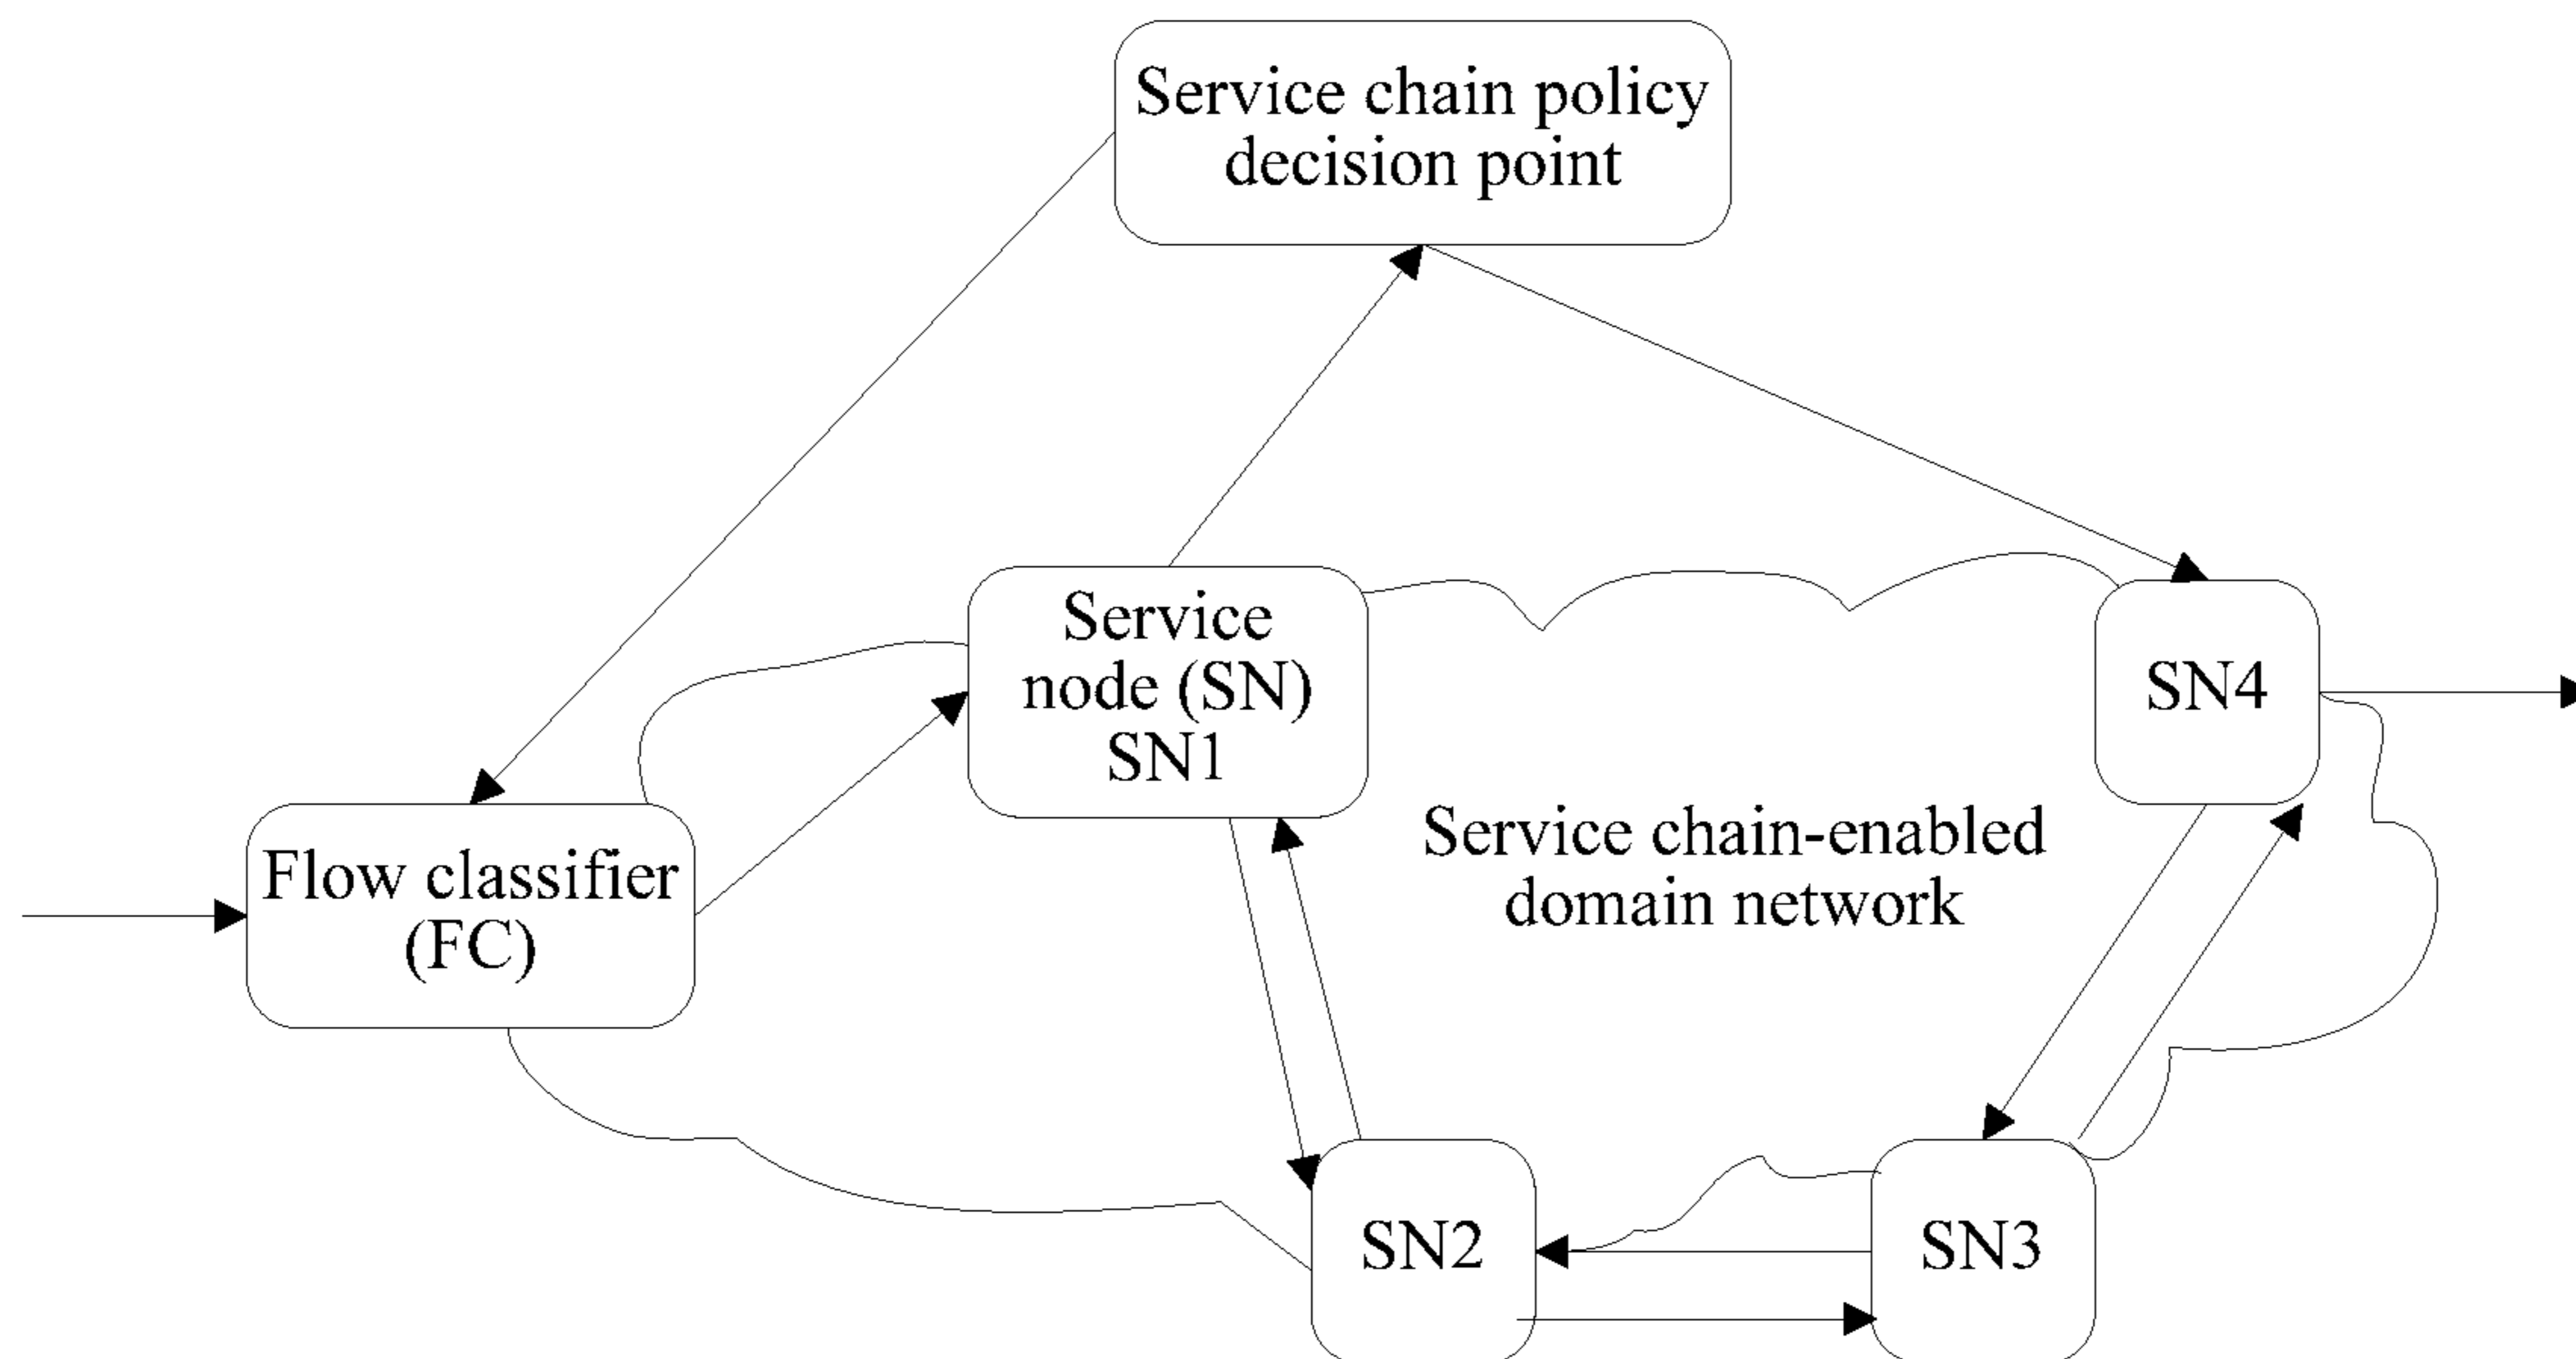 Service chain policy
decision point
Service
node (SN)
SN1
SN4
Service chain-enabled
domain network
Flow classifier
(FC)
SN2
SN3